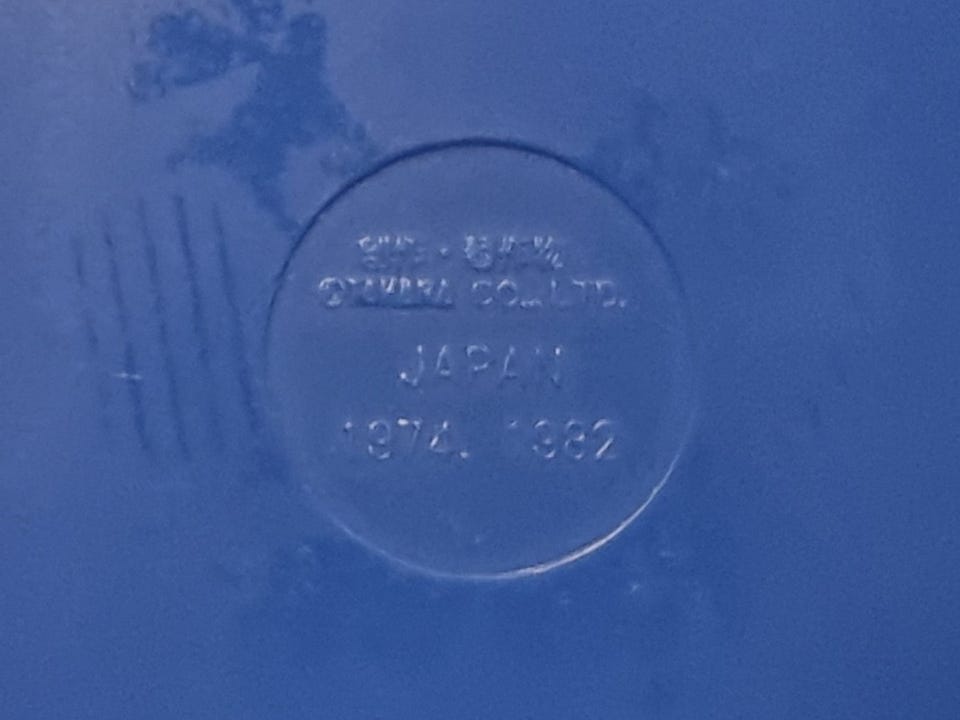 ©TAKARA CO., LTD.
JAPAN
1974, 1982